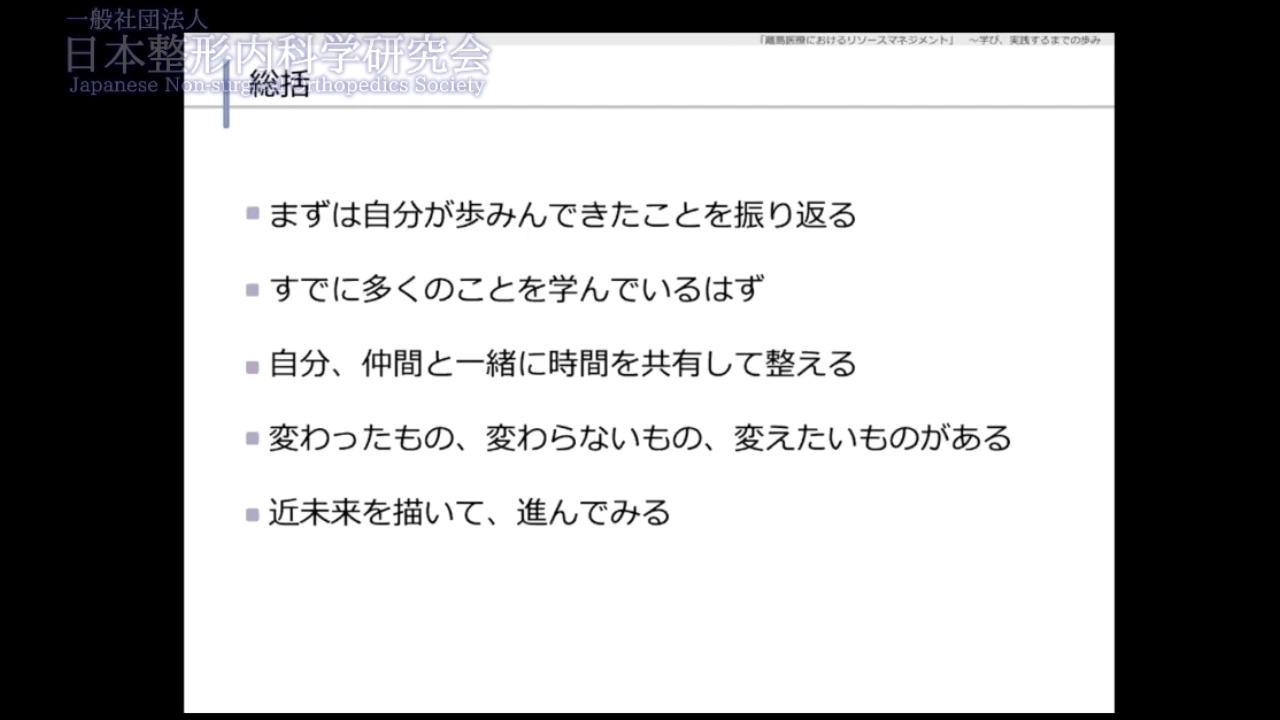 一般社団法人
日本整形内科学研究会
Japanese Non-surgical Orthopedics Society
「離島医療におけるリソースマネジメント」 ～学び、実践するまでの歩み
総括
まずは自分が歩みんできたことを振り返る
すでに多くのことを学んでいるはず
自分、仲間と一緒に時間を共有して整える
変わったもの、変わらないもの、変えたいものがある
近未来を描いて、進んでみる